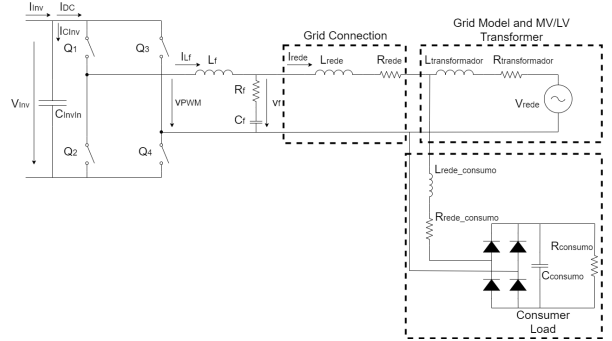 IInv IDC
ICInv
Q1 Q3
VInv
CInvIn
Q2 Q4
VPWM
ILf Lf
Rf
Cf
Vf
Grid Connection
Irede Lrede Rrede
Grid Model and MV/LV
Transformer
Ltransformador Rtransformador
Vrede
Lrede_consumo
Rrede_consumo
Rconsumo
Cconsumo
Consumer
Load